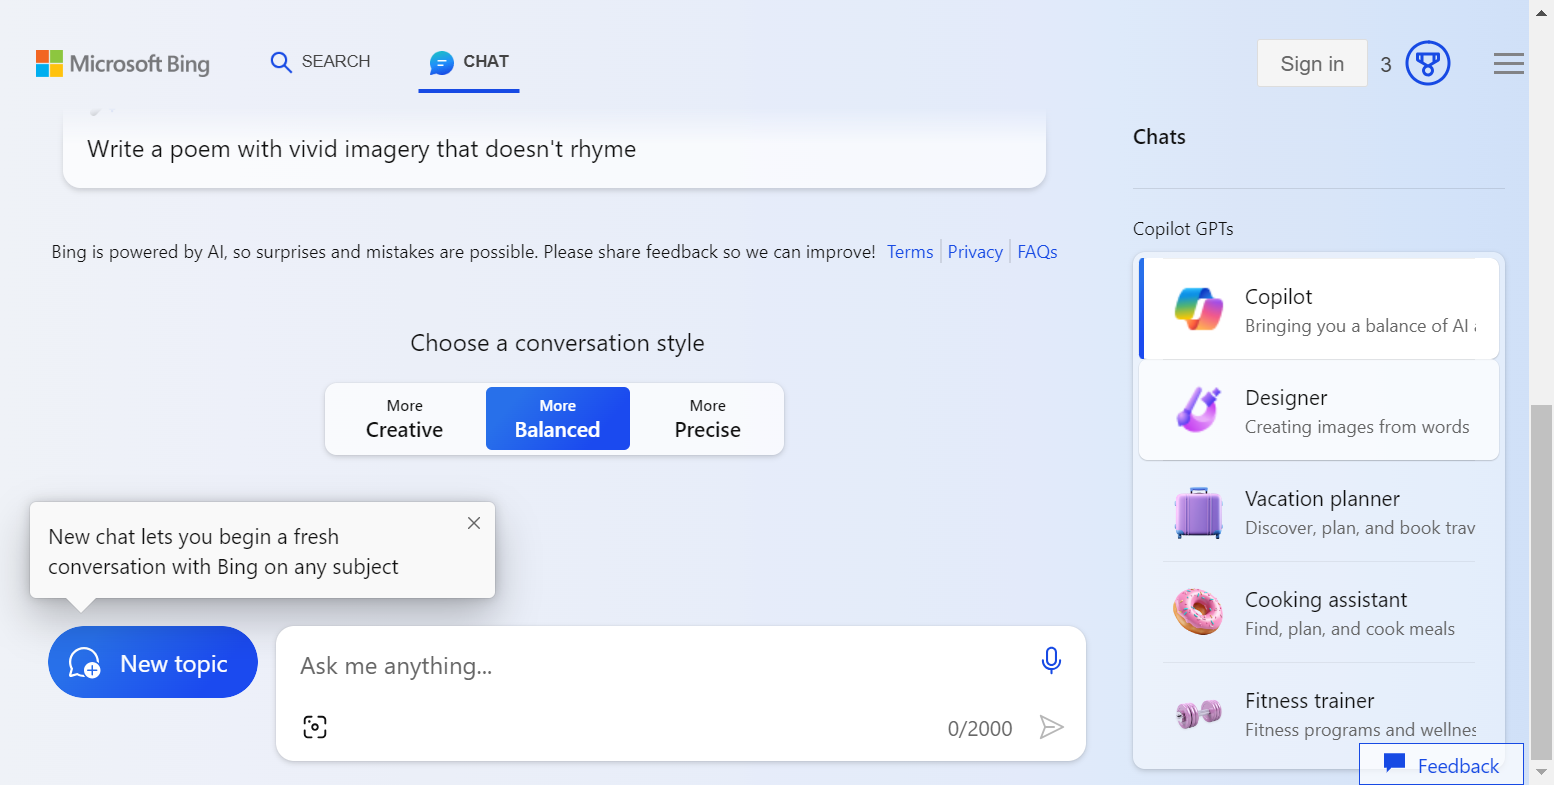 Microsoft Bing
SEARCH
CHAT
Sign in
3
Write a poem with vivid imagery that doesn't rhyme
Bing is powered by AI, so surprises and mistakes are possible. Please share feedback so we can improve! Terms Privacy FAQs
Choose a conversation style
More
Creative
More
Balanced
More
Precise
New chat lets you begin a fresh
conversation with Bing on any subject
New topic
Ask me anything...
0/2000
Chats
Copilot GPTs
Copilot
Bringing you a balance of AI
Designer
Creating images from words
Vacation planner
Discover, plan, and book trav
Cooking assistant
Find, plan, and cook meals
Fitness trainer
Fitness programs and wellnes
Feedback